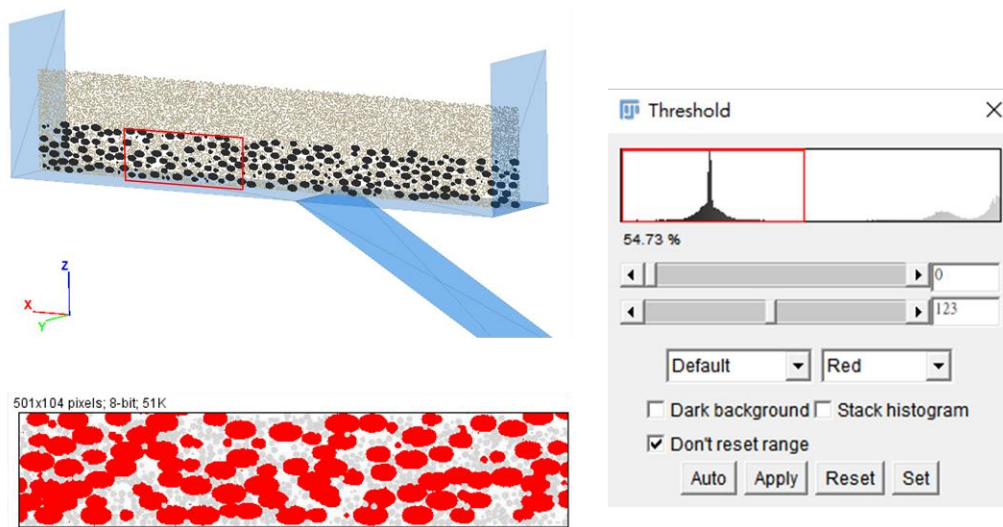 Z
X
Y
501x104 pixels; 8-bit; 51K
Threshold
54.73 %
0
123
Default Red
Dark background Stack histogram
Don't reset range
Auto Apply Reset Set